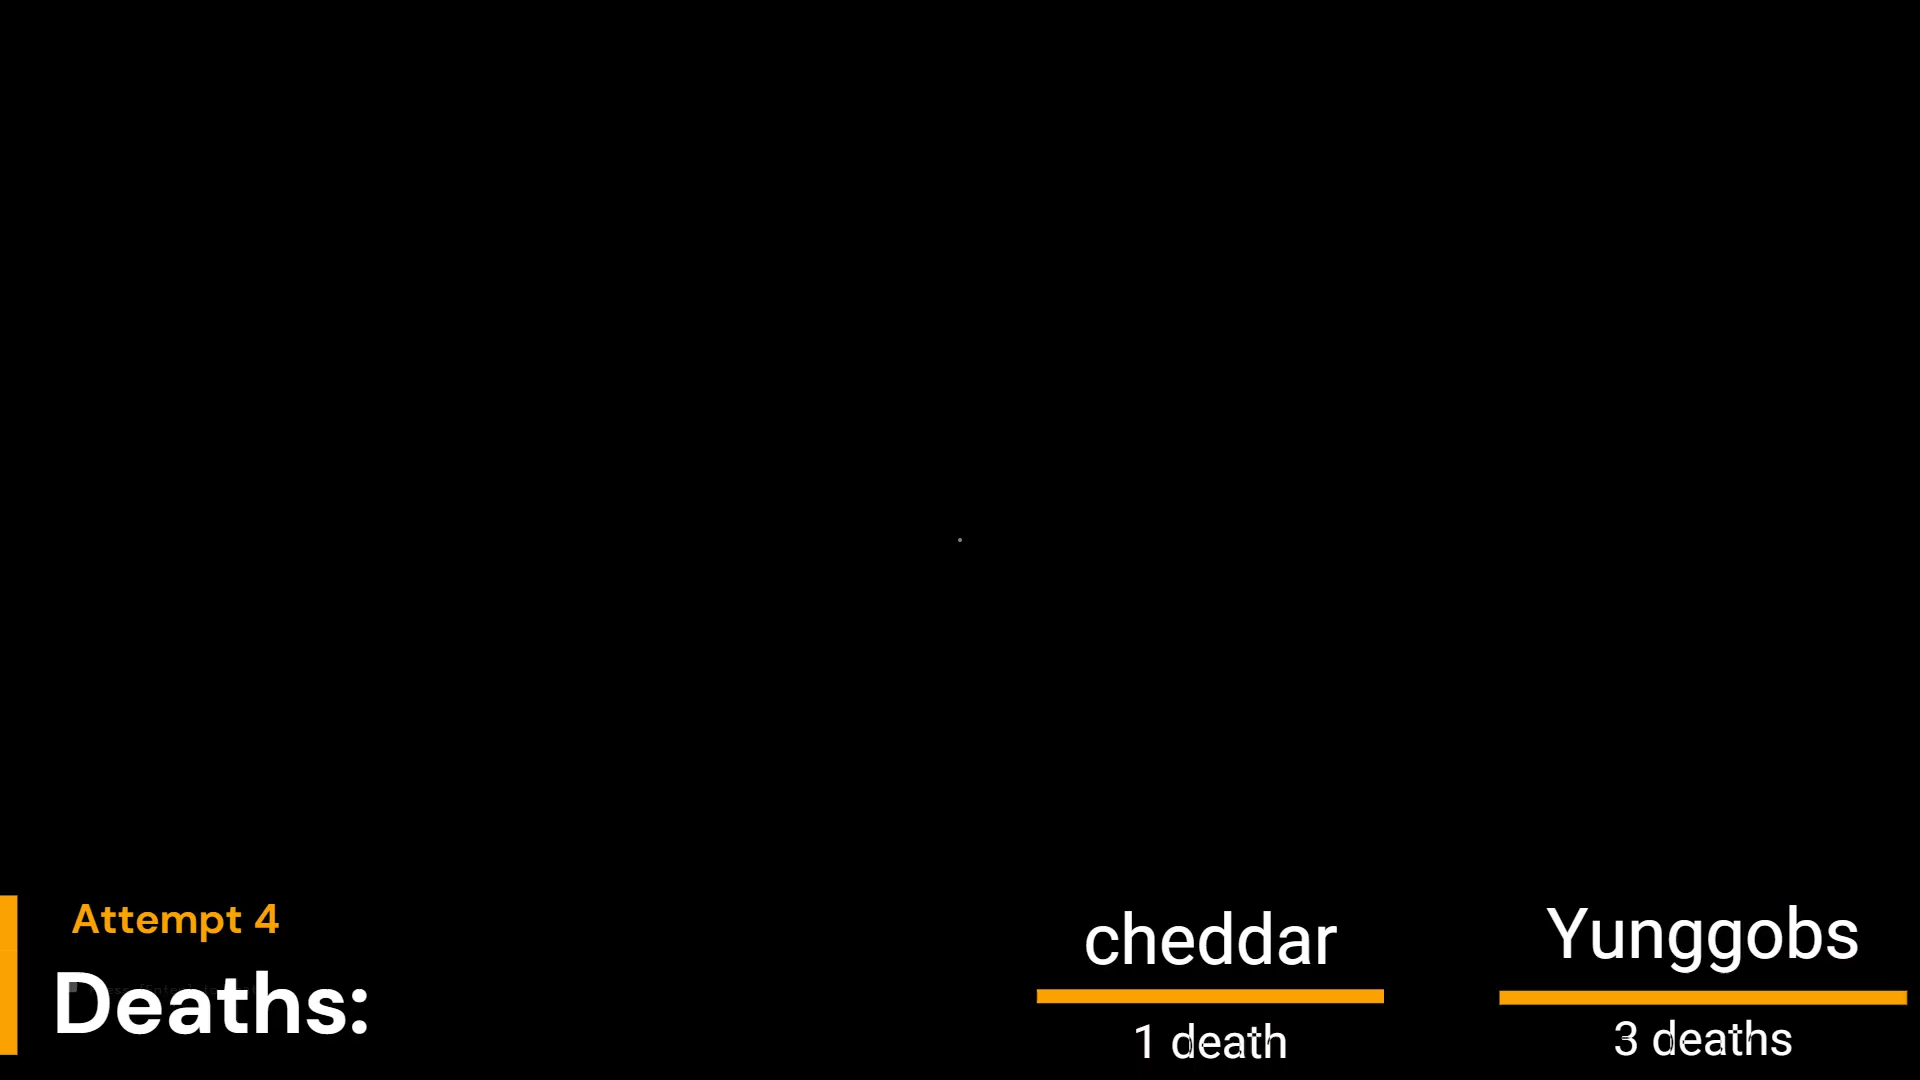 Attempt 4
Deaths:
cheddar
1 death
Yunggobs
3 deaths